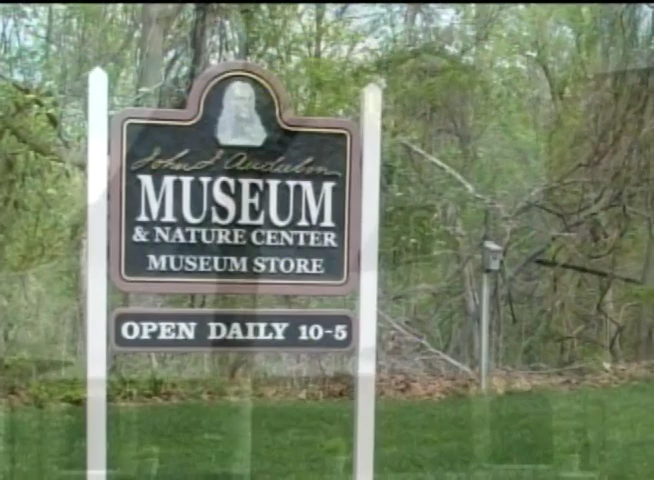 John J Audubon
MUSEUM
& NATURE CENTER
MUSEUM STORE
OPEN DAILY 10-5